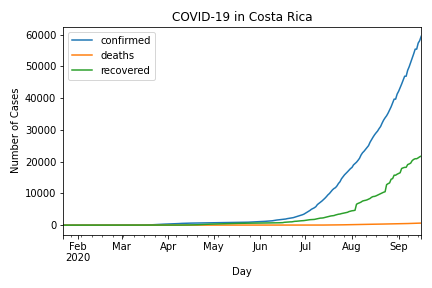 COVID-19 in Costa Rica
confirmed
deaths
recovered
60000
50000
40000
30000
20000
10000
0
Number of Cases
Feb Mar Apr May Jun Jul Aug Sep
2020
Day